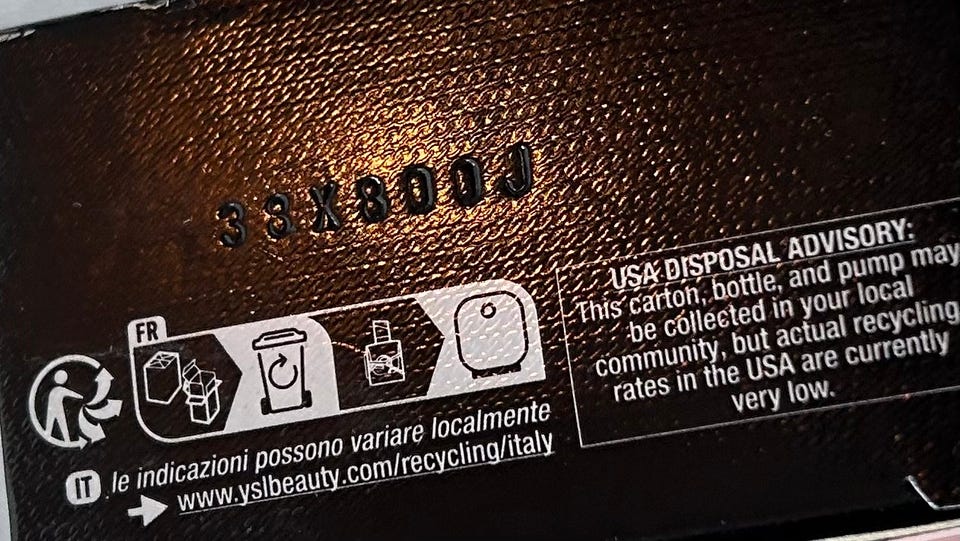 38X800J
FR
USA DISPOSAL ADVISORY:
This carton, bottle, and pump may
be collected in your local
community, but actual recycling
rates in the USA are currently
very low.
IT le indicazioni possono variare localmente
www.yslbeauty.com/recycling/italy